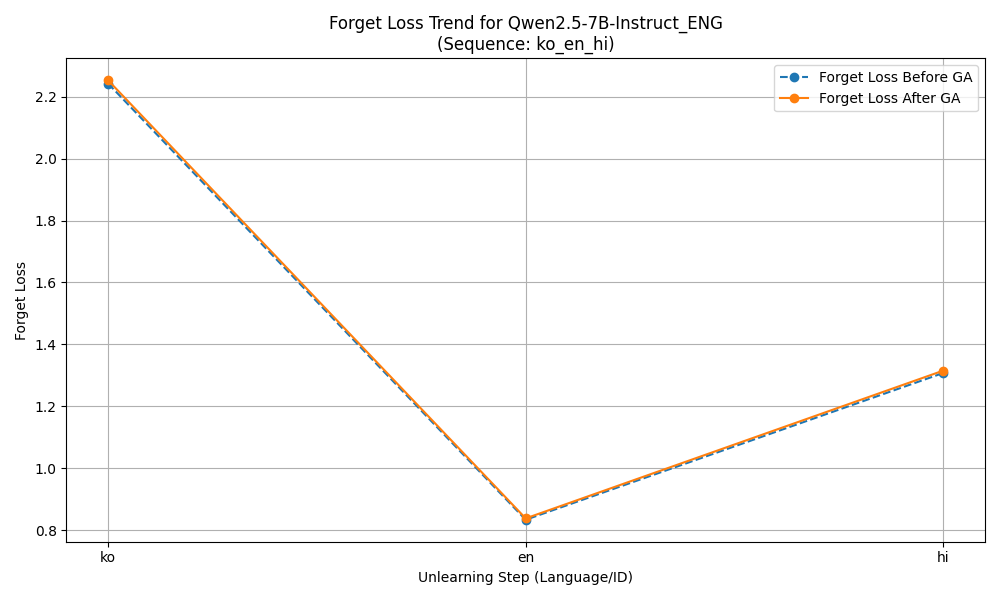 Forget Loss Trend for Qwen2.5-7B-Instruct_ENG
(Sequence: ko_en_hi)
Forget Loss Before GA
Forget Loss After GA
Forget Loss
2.2
2.0
1.8
1.6
1.4
1.2
1.0
0.8
ko
en
hi
Unlearning Step (Language/ID)